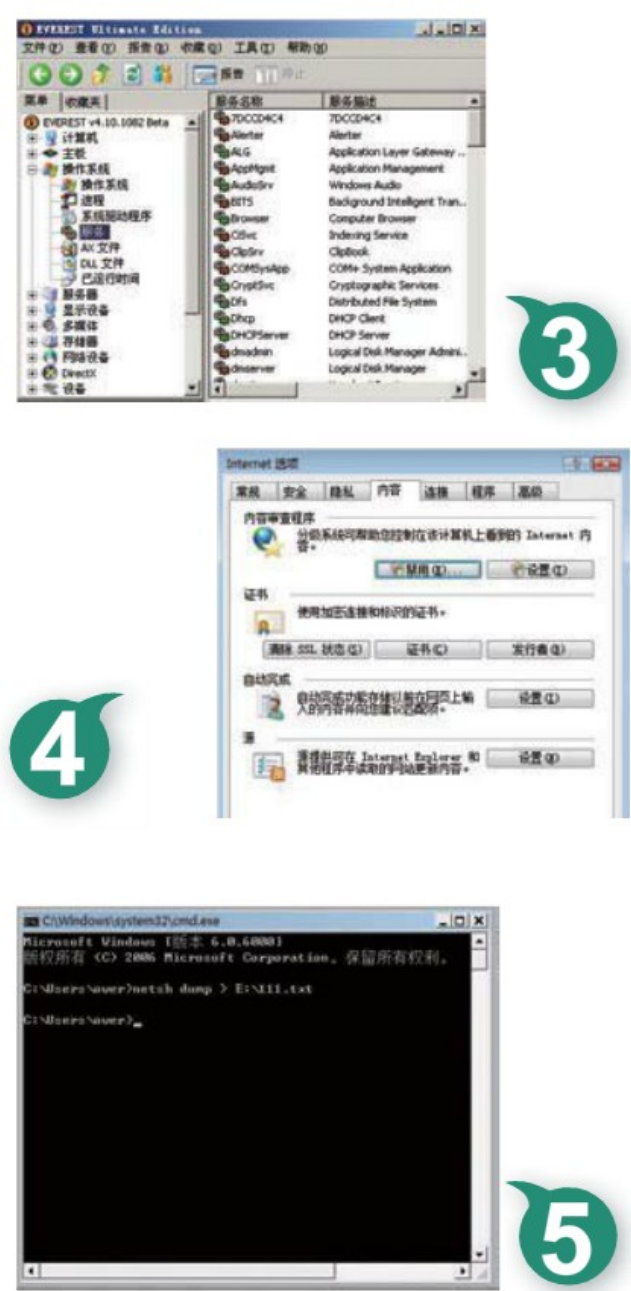 EVEREST Ultimate Edition
文件(F) 查看(V) 报告(R) 收藏(O) 工具(T) 帮助(H)
报告 停止
菜单 收藏夹
服务名称 服务描述
EVEREST v4.10.1082 Beta
计算机
主板
操作系统
操作系统
进程
系统驱动程序
服务
AX 文件
DLL 文件
已运行时间
服务器
显示设备
多媒体
存储器
网络设备
DirectX
设备
7DCCD4C4 7DCCD4C4
Alerter Alerter
ALG Application Layer Gateway ...
AppMgmt Application Management
AudioSrv Windows Audio
BITS Background Intelligent Tran...
Browser Computer Browser
CiSvc Indexing Service
ClipSrv ClipBook
COMSysApp COM+ System Application
CryptSvc Cryptographic Services
Dfs Distributed File System
Dhcp DHCP Client
DHCPServer DHCP Server
dmadmin Logical Disk Manager Admini...
dmserver Logical Disk Manager
3
Internet 选项
常规 安全 隐私 内容 连接 程序 高级
内容审查程序
分级系统可帮助您控制在该计算机上看到的 Internet 内
容。
禁用(E)... 设置(T)
证书
使用加密连接和标识的证书。
清除 SSL 状态(S) 证书(C) 发行者(B)
自动完成
自动完成功能存储以前在网页上输
入的内容并向您建议匹配项。
设置(I)
源
源提供可在 Internet Explorer 和
其他程序中读取的网站更新内容。
设置(N)
4
C:\Windows\system32\cmd.exe
Microsoft Windows [版本 6.0.6000]
版权所有 (C) 2006 Microsoft Corporation。保留所有权利。
C:\Users\ower>netsh dump > E:\111.txt
C:\Users\ower>_
5